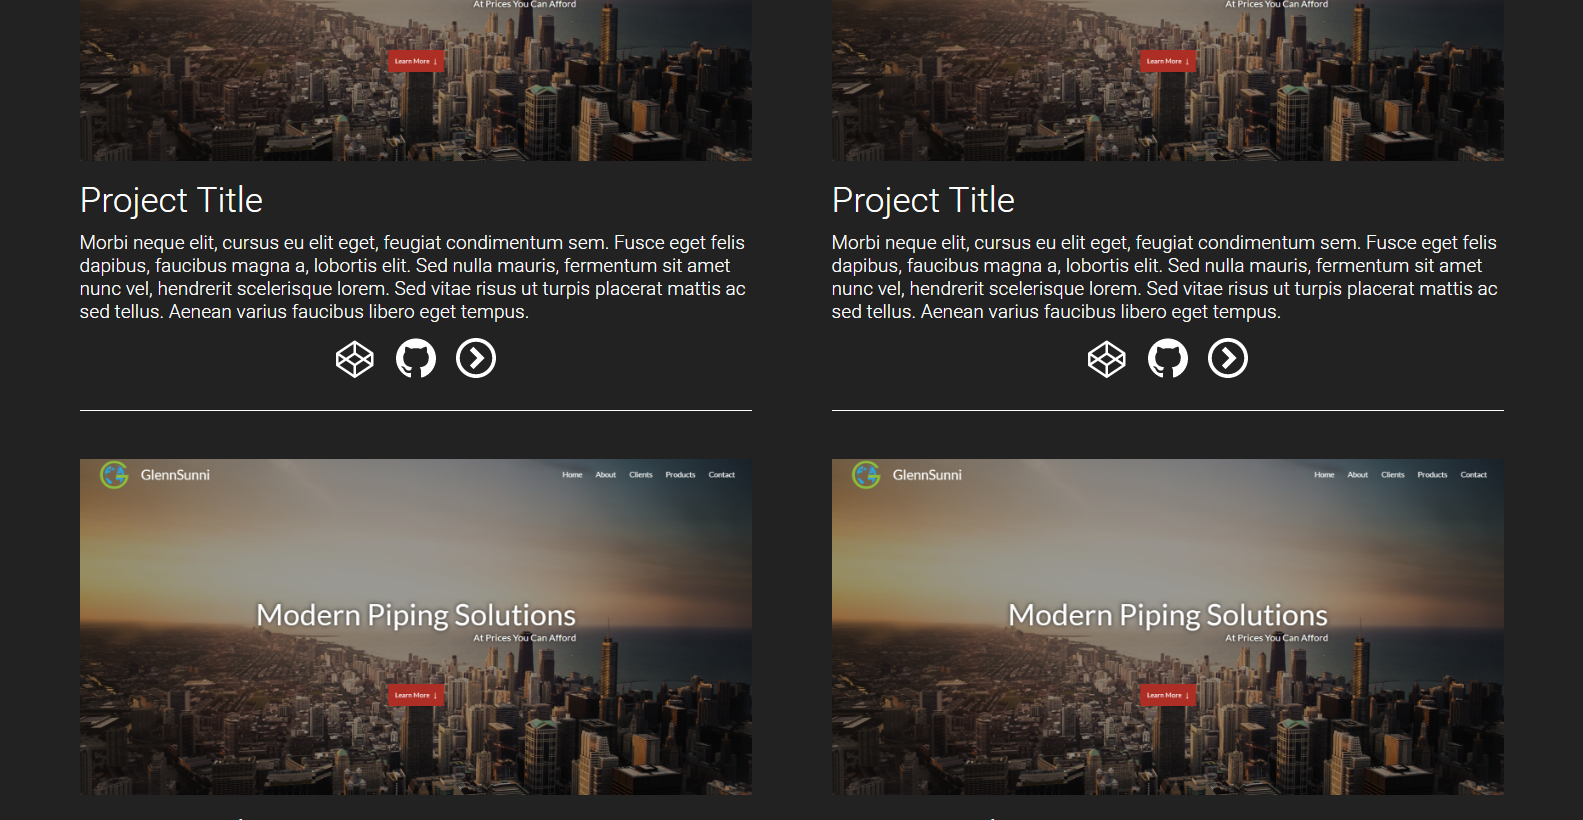 At Prices You Can Afford
Learn More ↓
Project Title
Morbi neque elit, cursus eu elit eget, feugiat condimentum sem. Fusce eget felis
dapibus, faucibus magna a, lobortis elit. Sed nulla mauris, fermentum sit amet
nunc vel, hendrerit scelerisque lorem. Sed vitae risus ut turpis placerat mattis ac
sed tellus. Aenean varius faucibus libero eget tempus.
At Prices You Can Afford
Learn More ↓
Project Title
Morbi neque elit, cursus eu elit eget, feugiat condimentum sem. Fusce eget felis
dapibus, faucibus magna a, lobortis elit. Sed nulla mauris, fermentum sit amet
nunc vel, hendrerit scelerisque lorem. Sed vitae risus ut turpis placerat mattis ac
sed tellus. Aenean varius faucibus libero eget tempus.
GlennSunni Home About Clients Products Contact
Modern Piping Solutions
At Prices You Can Afford
Learn More ↓
GlennSunni Home About Clients Products Contact
Modern Piping Solutions
At Prices You Can Afford
Learn More ↓